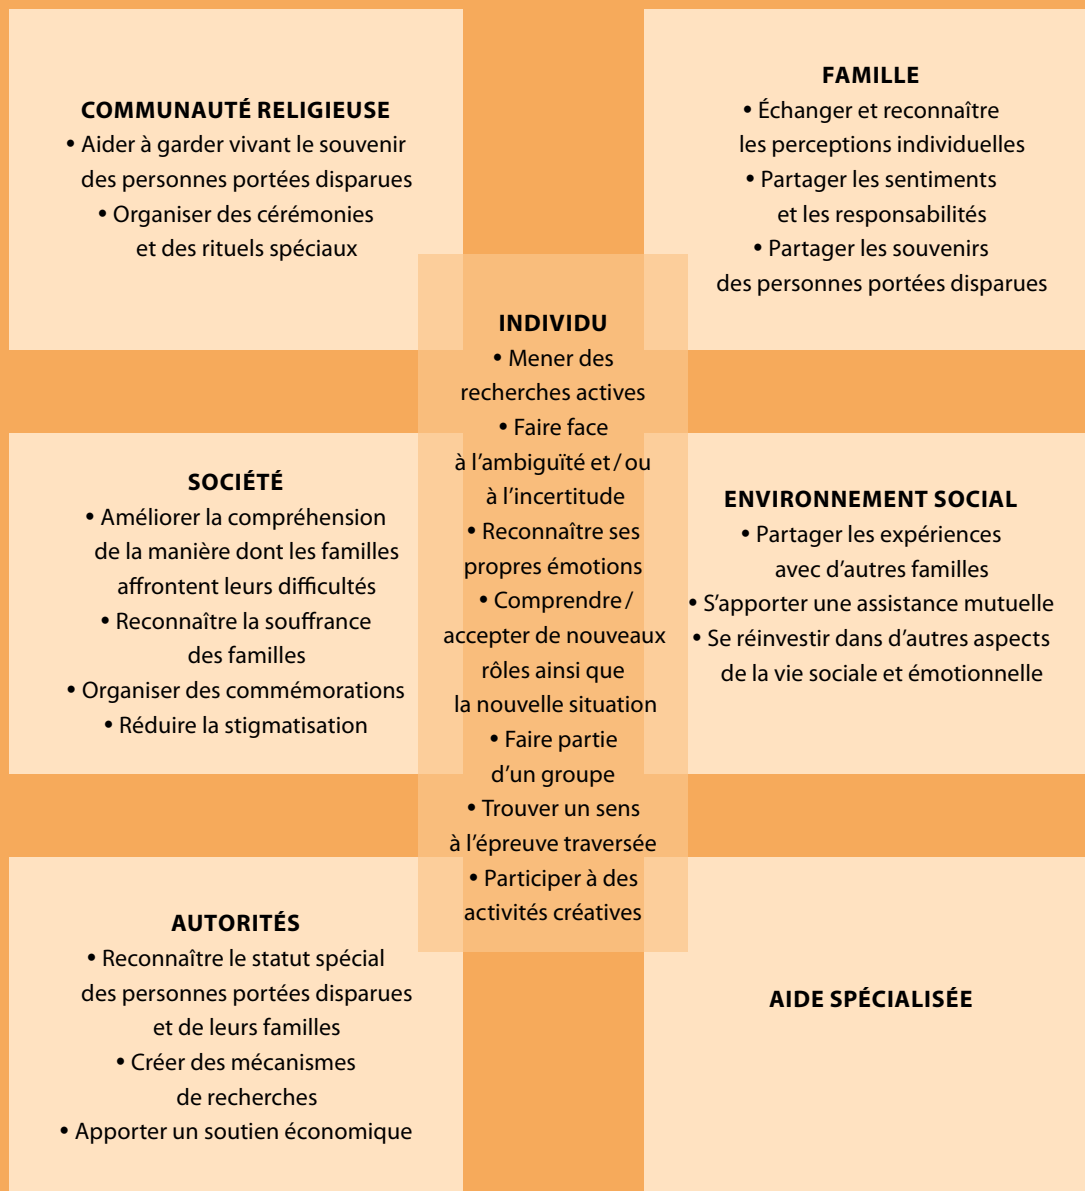 COMMUNAUTÉ RELIGIEUSE
• Aider à garder vivant le souvenir
des personnes portées disparues
• Organiser des cérémonies
et des rituels spéciaux
FAMILLE
• Échanger et reconnaître
les perceptions individuelles
• Partager les sentiments
et les responsabilités
• Partager les souvenirs
des personnes portées disparues
INDIVIDU
• Mener des
recherches actives
• Faire face
à l'ambiguïté et / ou
à l'incertitude
• Reconnaître ses
propres émotions
• Comprendre /
accepter de nouveaux
rôles ainsi que
la nouvelle situation
• Faire partie
d'un groupe
• Trouver un sens
à l'épreuve traversée
• Participer à des
activités créatives
SOCIÉTÉ
• Améliorer la compréhension
de la manière dont les familles
affrontent leurs difficultés
• Reconnaître la souffrance
des familles
• Organiser des commémorations
• Réduire la stigmatisation
ENVIRONNEMENT SOCIAL
• Partager les expériences
avec d'autres familles
• S'apporter une assistance mutuelle
• Se réinvestir dans d'autres aspects
de la vie sociale et émotionnelle
AUTORITÉS
• Reconnaître le statut spécial
des personnes portées disparues
et de leurs familles
• Créer des mécanismes
de recherches
• Apporter un soutien économique
AIDE SPÉCIALISÉE